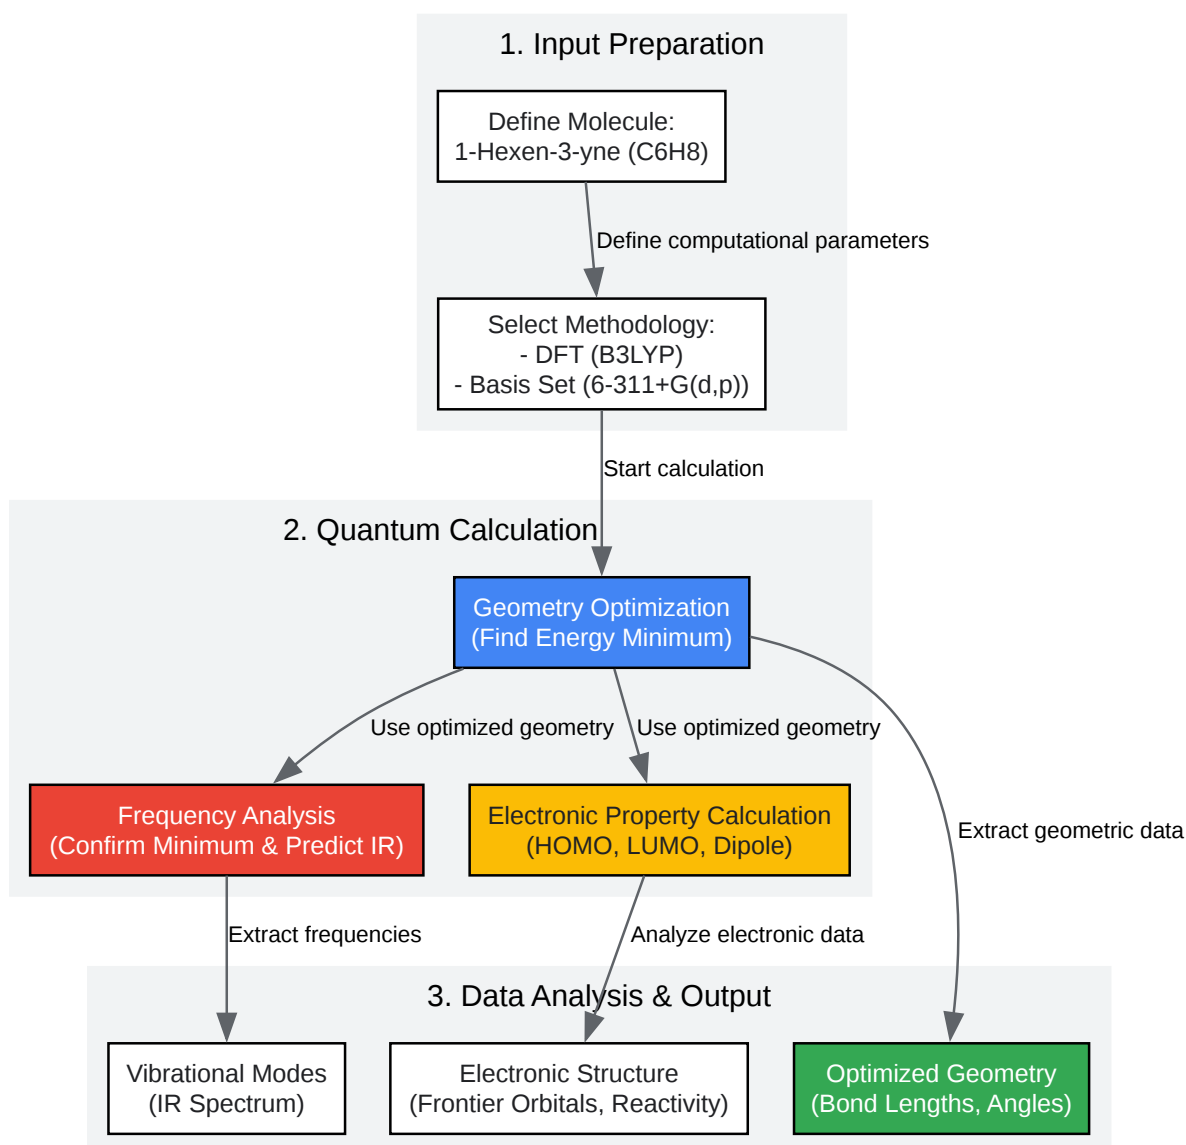 1. Input Preparation
Define Molecule:
1-Hexen-3-yne (C6H8)
Define computational parameters
Select Methodology:
- DFT (B3LYP)
- Basis Set (6-311+G(d,p))
Start calculation
2. Quantum Calculation
Geometry Optimization
(Find Energy Minimum)
Use optimized geometry
Use optimized geometry
Frequency Analysis
(Confirm Minimum & Predict IR)
Electronic Property Calculation
(HOMO, LUMO, Dipole)
Extract geometric data
Extract frequencies
Analyze electronic data
3. Data Analysis & Output
Vibrational Modes
(IR Spectrum)
Electronic Structure
(Frontier Orbitals, Reactivity)
Optimized Geometry
(Bond Lengths, Angles)